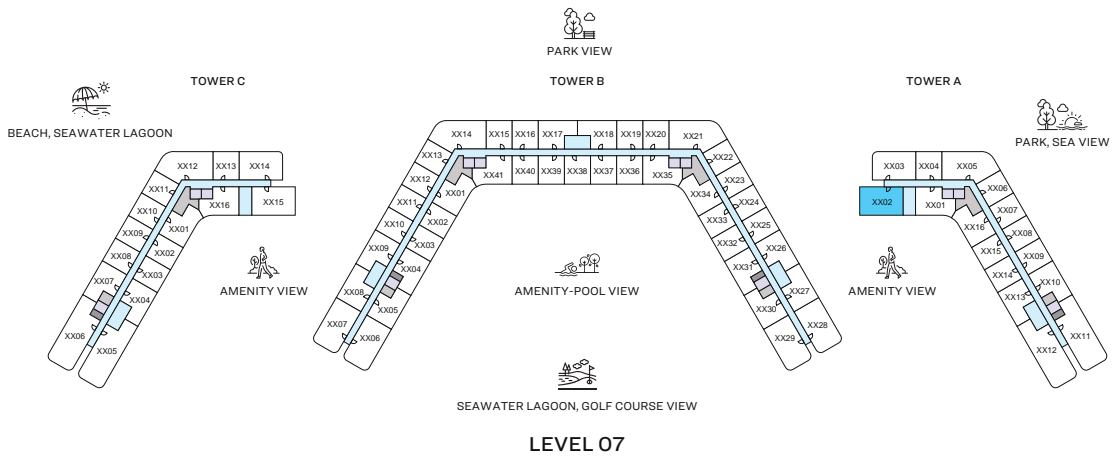 PARK VIEW
TOWER C
TOWER B
TOWER A
BEACH, SEAWATER LAGOON
PARK, SEA VIEW
XX12
XX13
XX14
XX11
XX10
XX09
XX08
XX07
XX06
XX05
XX04
XX03
XX02
XX01
XX16
XX15
AMENITY VIEW
XX14
XX15
XX16
XX17
XX18
XX19
XX20
XX21
XX13
XX12
XX11
XX10
XX09
XX08
XX07
XX06
XX05
XX04
XX03
XX02
XX01
XX41
XX40
XX39
XX38
XX37
XX36
XX35
XX34
XX33
XX32
XX31
XX30
XX29
XX22
XX23
XX24
XX25
XX26
XX27
XX28
AMENITY-POOL VIEW
SEAWATER LAGOON, GOLF COURSE VIEW
XX03
XX04
XX05
XX02
XX01
XX06
XX07
XX08
XX09
XX10
XX11
XX16
XX15
XX14
XX13
XX12
AMENITY VIEW
LEVEL 07